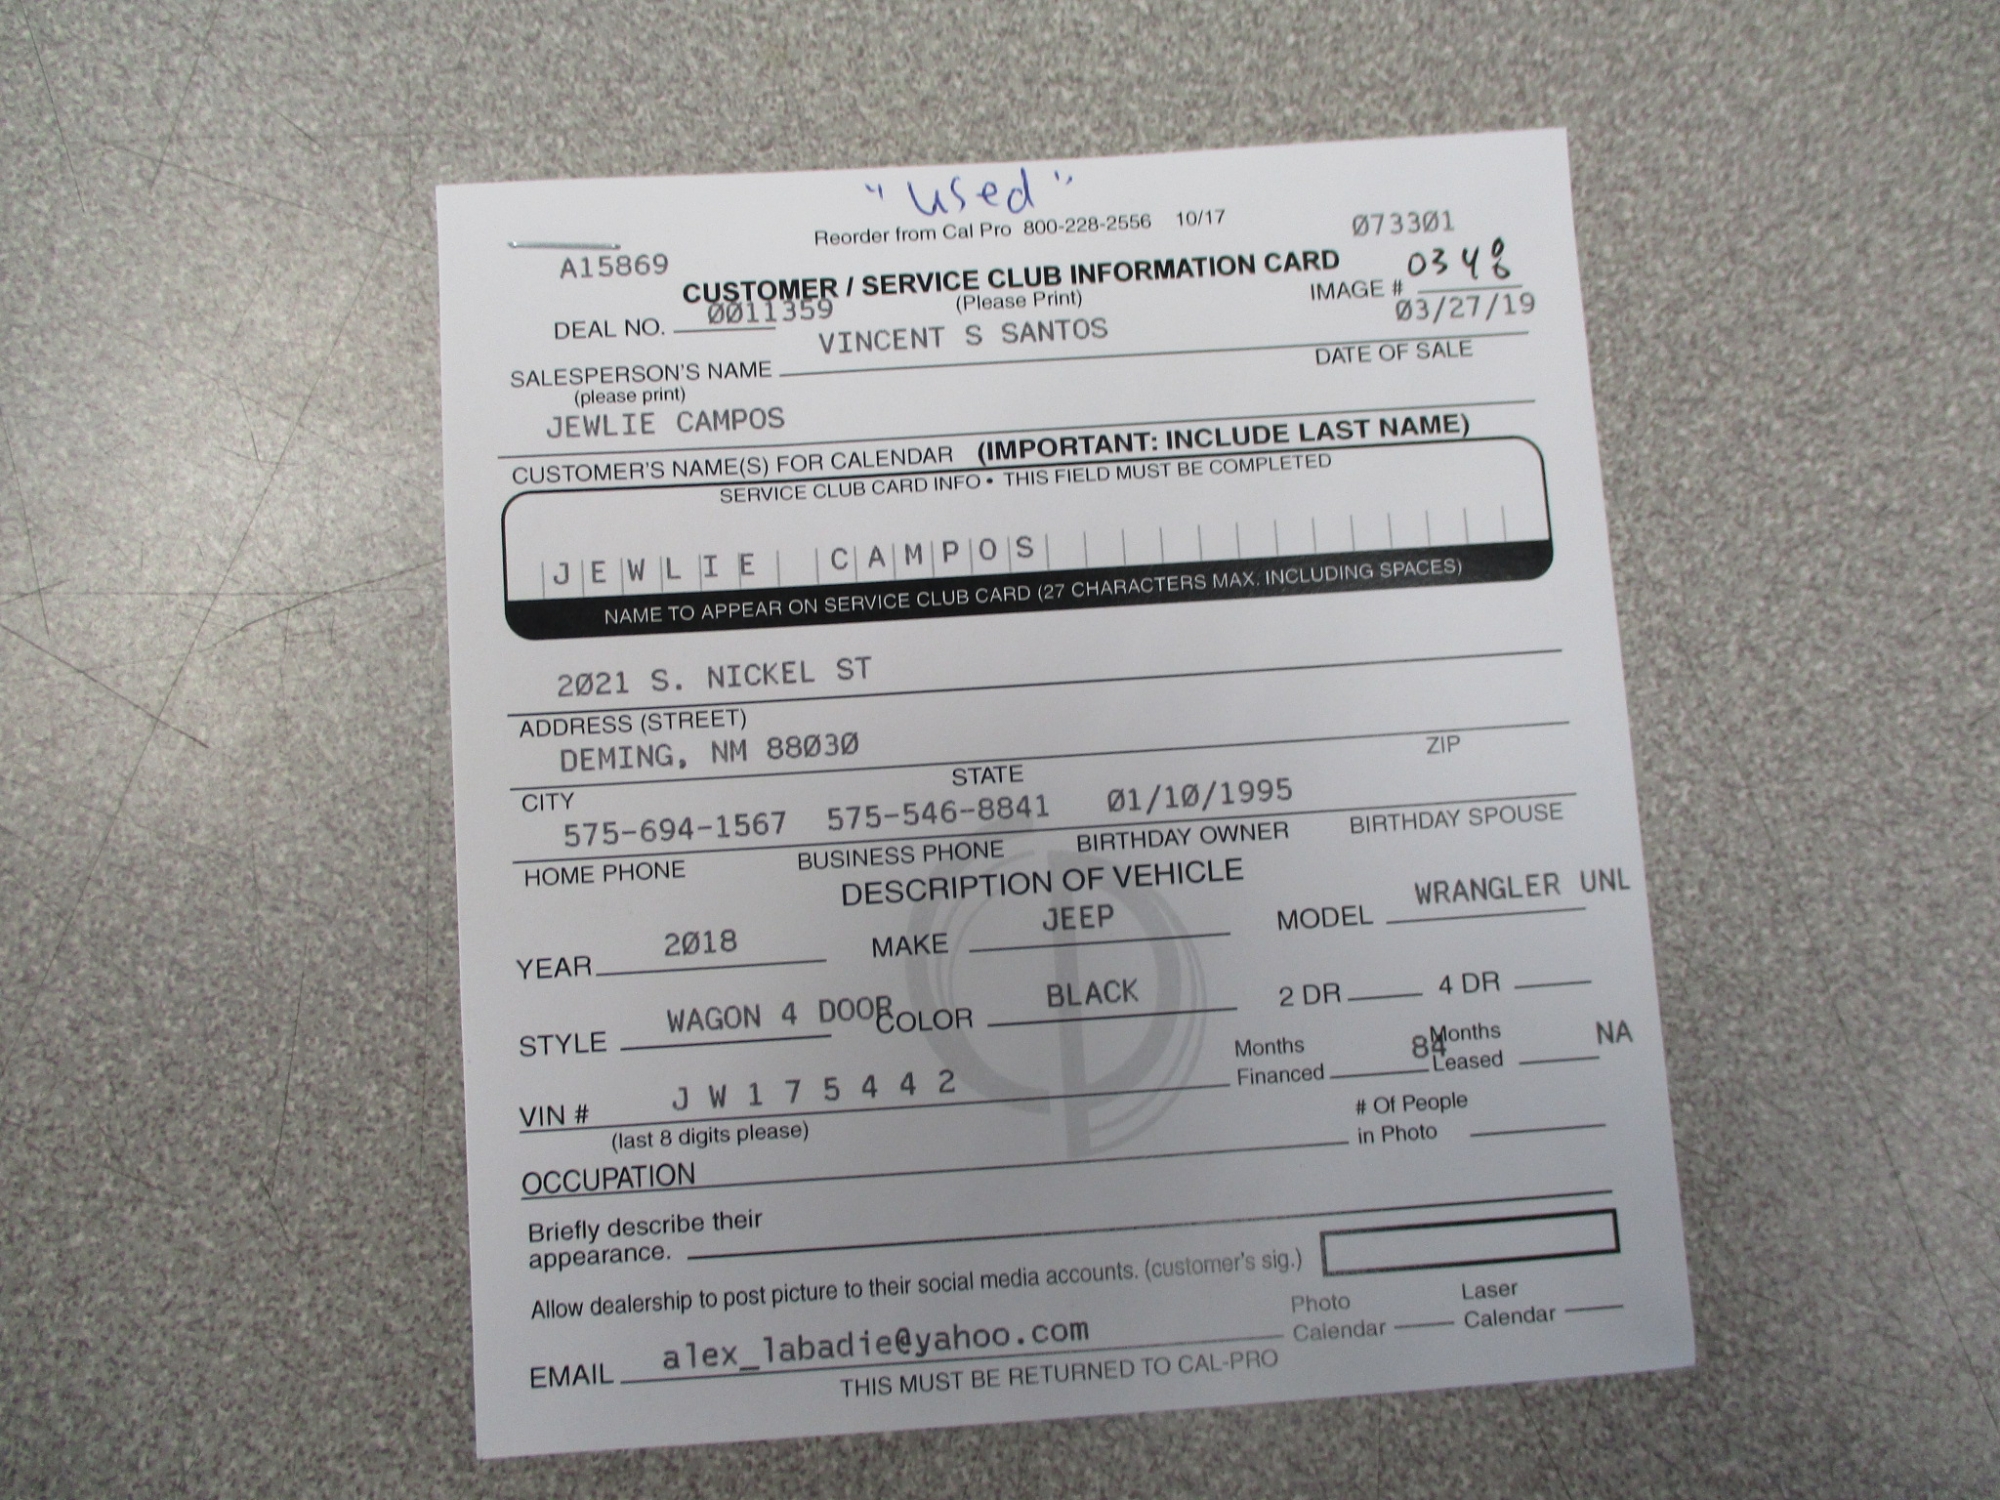 "used"
Reorder from Cal Pro 800-228-2556 10/17
Ø733Ø1
A15869
CUSTOMER / SERVICE CLUB INFORMATION CARD
(Please Print)
IMAGE # 0348
DEAL NO. ØØ11359
Ø3/27/19
VINCENT S SANTOS
SALESPERSON'S NAME
DATE OF SALE
(please print)
JEWLIE CAMPOS
CUSTOMER'S NAME(S) FOR CALENDAR (IMPORTANT: INCLUDE LAST NAME)
SERVICE CLUB CARD INFO • THIS FIELD MUST BE COMPLETED
JEWLIE CAMPOS
NAME TO APPEAR ON SERVICE CLUB CARD (27 CHARACTERS MAX. INCLUDING SPACES)
2Ø21 S. NICKEL ST
ADDRESS (STREET)
DEMING, NM 88Ø3Ø
CITY STATE ZIP
575-694-1567 575-546-8841 Ø1/1Ø/1995
HOME PHONE BUSINESS PHONE BIRTHDAY OWNER BIRTHDAY SPOUSE
DESCRIPTION OF VEHICLE
YEAR 2Ø18 MAKE JEEP MODEL WRANGLER UNL
STYLE WAGON 4 DOOR COLOR BLACK 2 DR 4 DR
VIN # JW175442 Months Financed 84 Months Leased NA
(last 8 digits please)
# Of People in Photo
OCCUPATION
Briefly describe their
appearance.
Allow dealership to post picture to their social media accounts. (customer's sig.)
Photo Calendar Laser Calendar
EMAIL alex_labadie@yahoo.com
THIS MUST BE RETURNED TO CAL-PRO